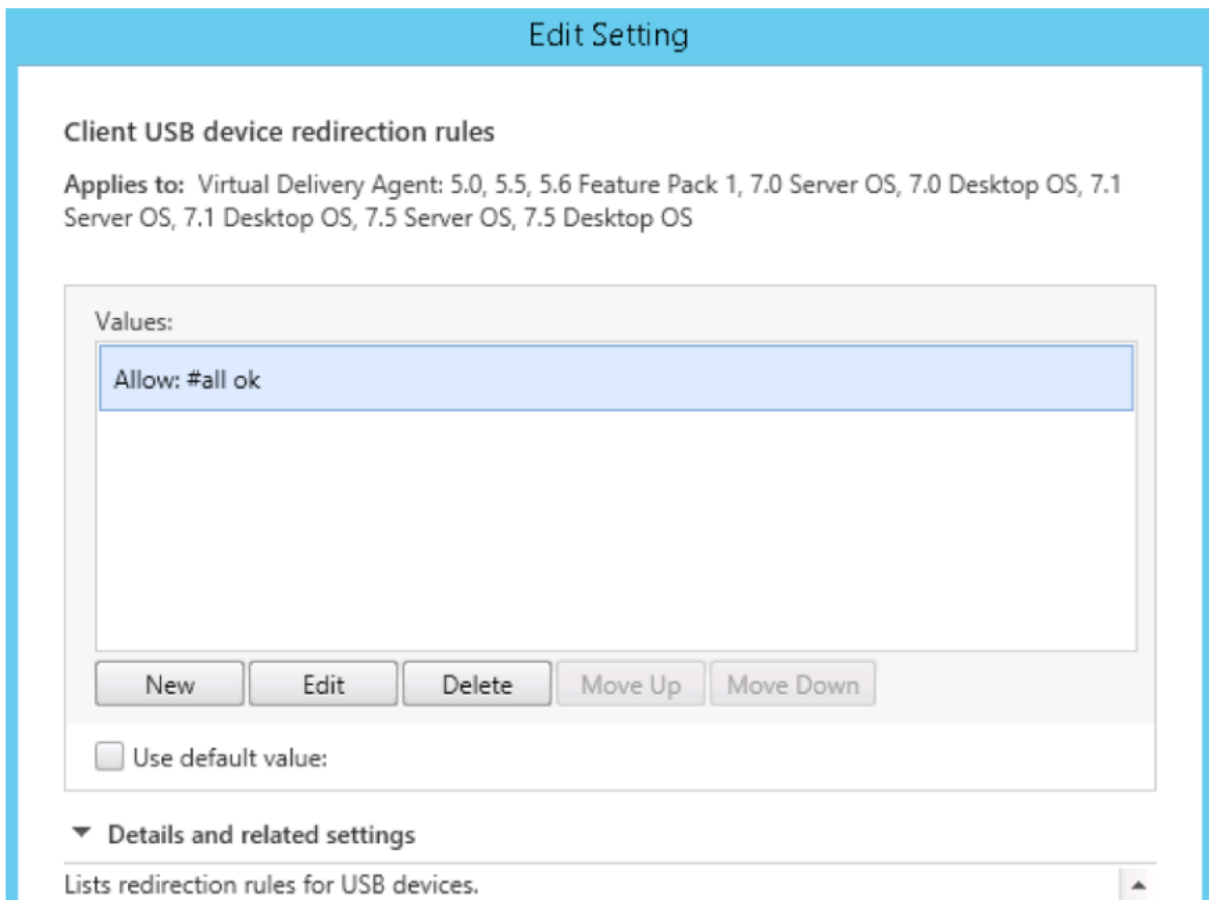 Edit Setting
Client USB device redirection rules
Applies to: Virtual Delivery Agent: 5.0, 5.5, 5.6 Feature Pack 1, 7.0 Server OS, 7.0 Desktop OS, 7.1
Server OS, 7.1 Desktop OS, 7.5 Server OS, 7.5 Desktop OS
Values:
Allow: #all ok
New Edit Delete Move Up Move Down
Use default value:
Details and related settings
Lists redirection rules for USB devices.